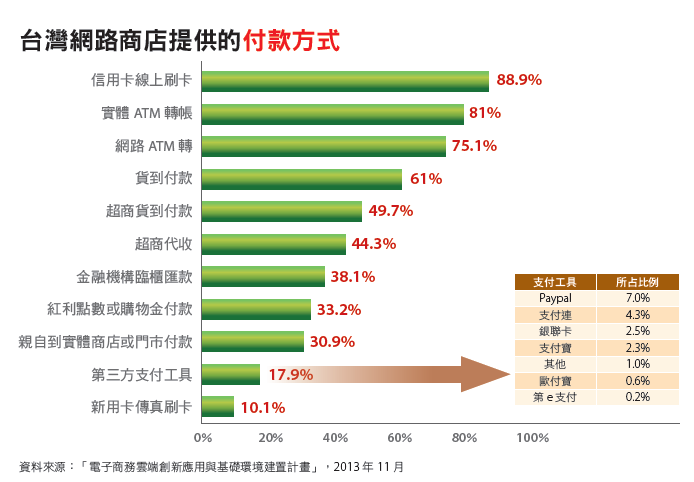 台灣網路商店提供的付款方式
信用卡線上刷卡 88.9%
實體 ATM 轉帳 81%
網路 ATM 轉 75.1%
貨到付款 61%
超商貨到付款 49.7%
超商代收 44.3%
金融機構臨櫃匯款 38.1%
紅利點數或購物金付款 33.2%
親自到實體商店或門市付款 30.9%
第三方支付工具 17.9%
新用卡傳真刷卡 10.1%
0% 20% 40% 60% 80% 100%
支付工具 所占比例
Paypal 7.0%
支付連 4.3%
銀聯卡 2.5%
支付寶 2.3%
其他 1.0%
歐付寶 0.6%
第 e 支付 0.2%
資料來源：「電子商務雲端創新應用與基礎環境建置計畫」，2013 年 11 月